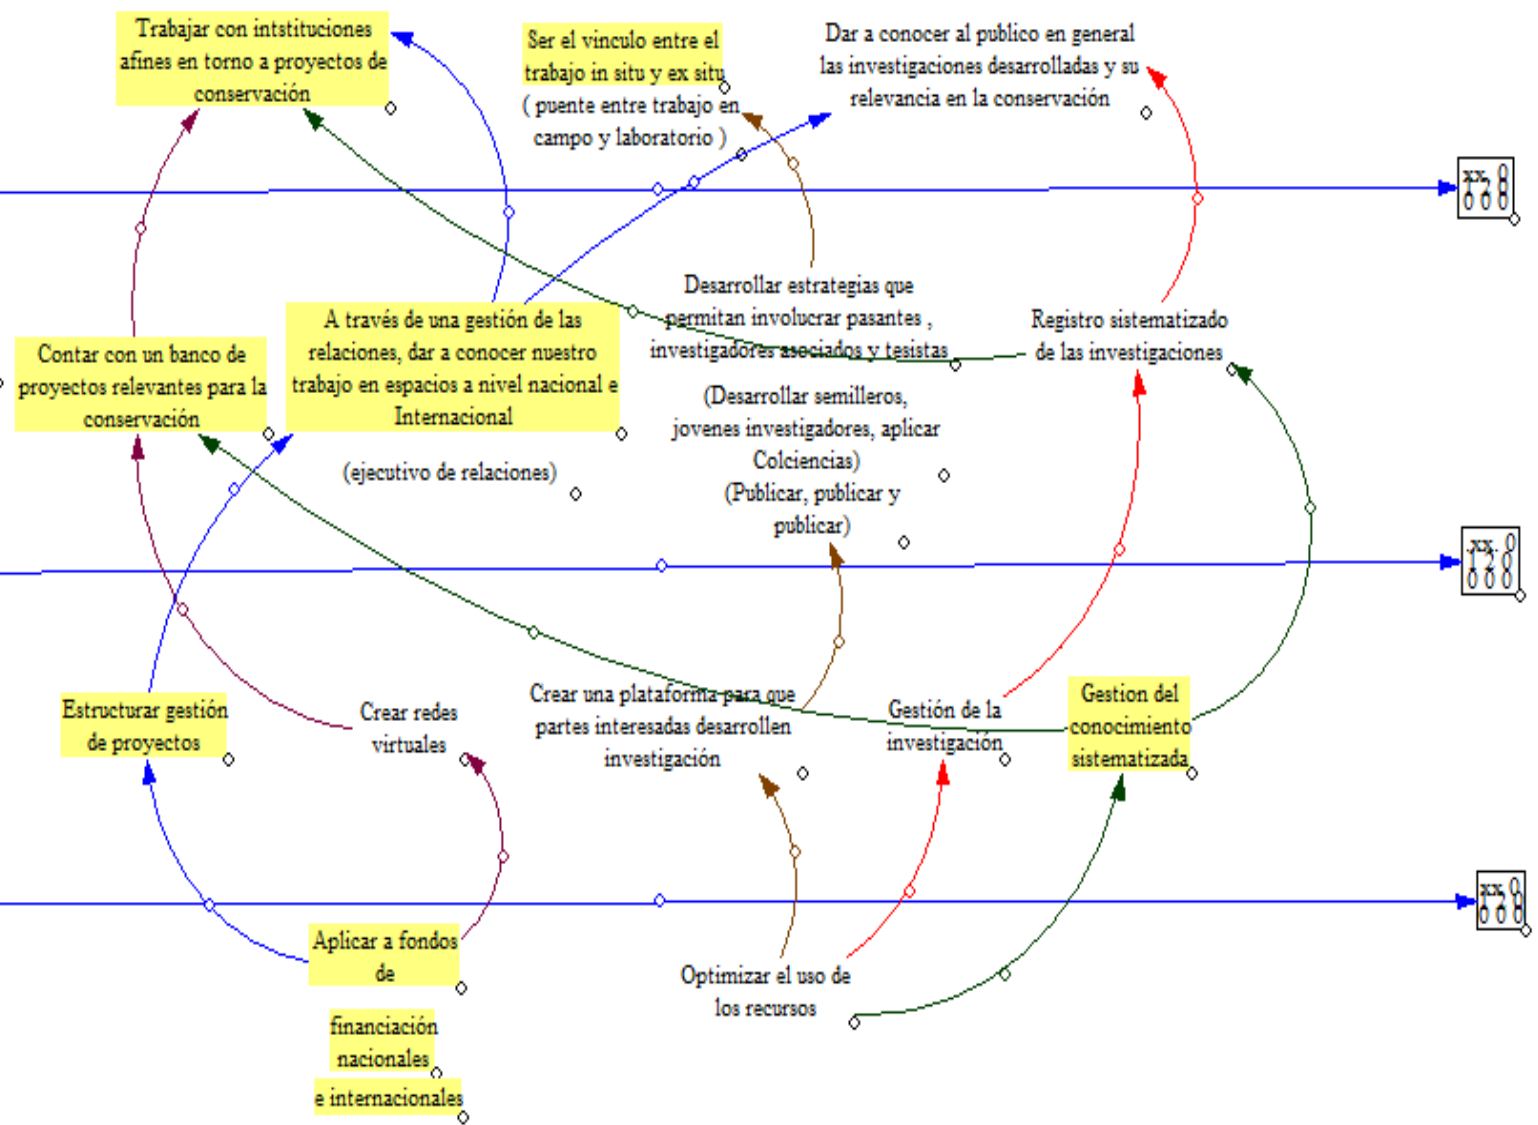 Trabajar con intstituciones
afines en torno a proyectos de
conservación
Ser el vinculo entre el
trabajo in situ y ex situ
( puente entre trabajo en
campo y laboratorio )
Dar a conocer al publico en general
las investigaciones desarrolladas y su
relevancia en la conservación
Contar con un banco de
proyectos relevantes para la
conservación
A través de una gestión de las
relaciones, dar a conocer nuestro
trabajo en espacios a nivel nacional e
Internacional
(ejecutivo de relaciones)
Desarrollar estrategias que
permitan involucrar pasantes ,
investigadores asociados y tesistas
(Desarrollar semilleros,
jovenes investigadores, aplicar
Colciencias)
(Publicar, publicar y
publicar)
Registro sistematizado
de las investigaciones
Estructurar gestión
de proyectos
Crear redes
virtuales
Crear una plataforma para que
partes interesadas desarrollen
investigación
Gestión de la
investigación
Gestion del
conocimiento
sistematizada
Aplicar a fondos
de
financiación
nacionales
e internacionales
Optimizar el uso de
los recursos